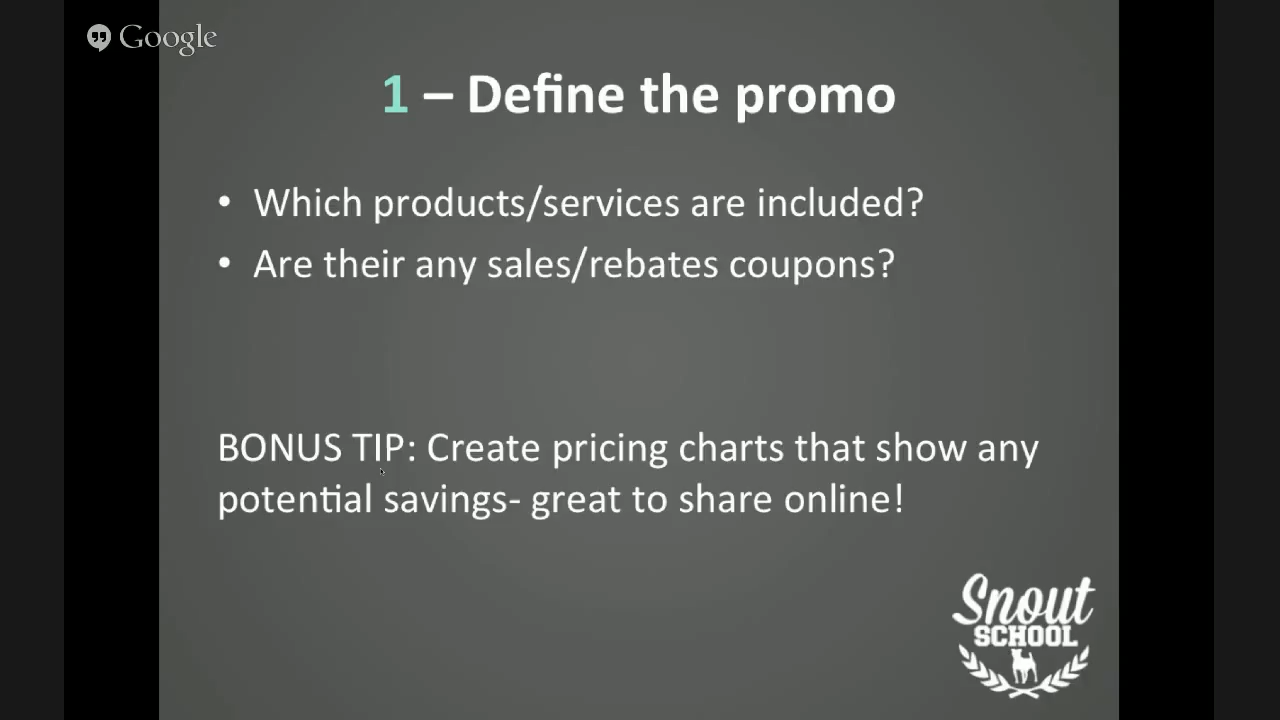 Google
1 – Define the promo
• Which products/services are included?
• Are their any sales/rebates coupons?
BONUS TIP: Create pricing charts that show any
potential savings- great to share online!
Snout
SCHOOL